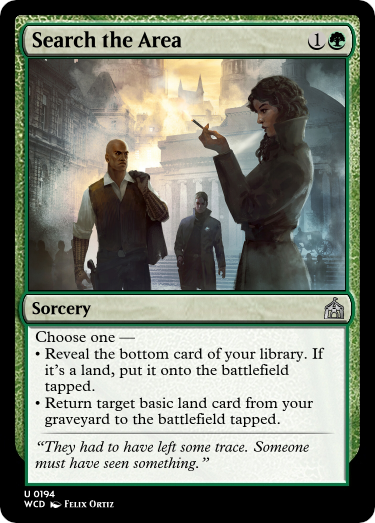 Search the Area 1
Sorcery
Choose one —
• Reveal the bottom card of your library. If
it's a land, put it onto the battlefield
tapped.
• Return target basic land card from your
graveyard to the battlefield tapped.
“They had to have left some trace. Someone
must have seen something.”
U 0194
WCD Felix Ortiz